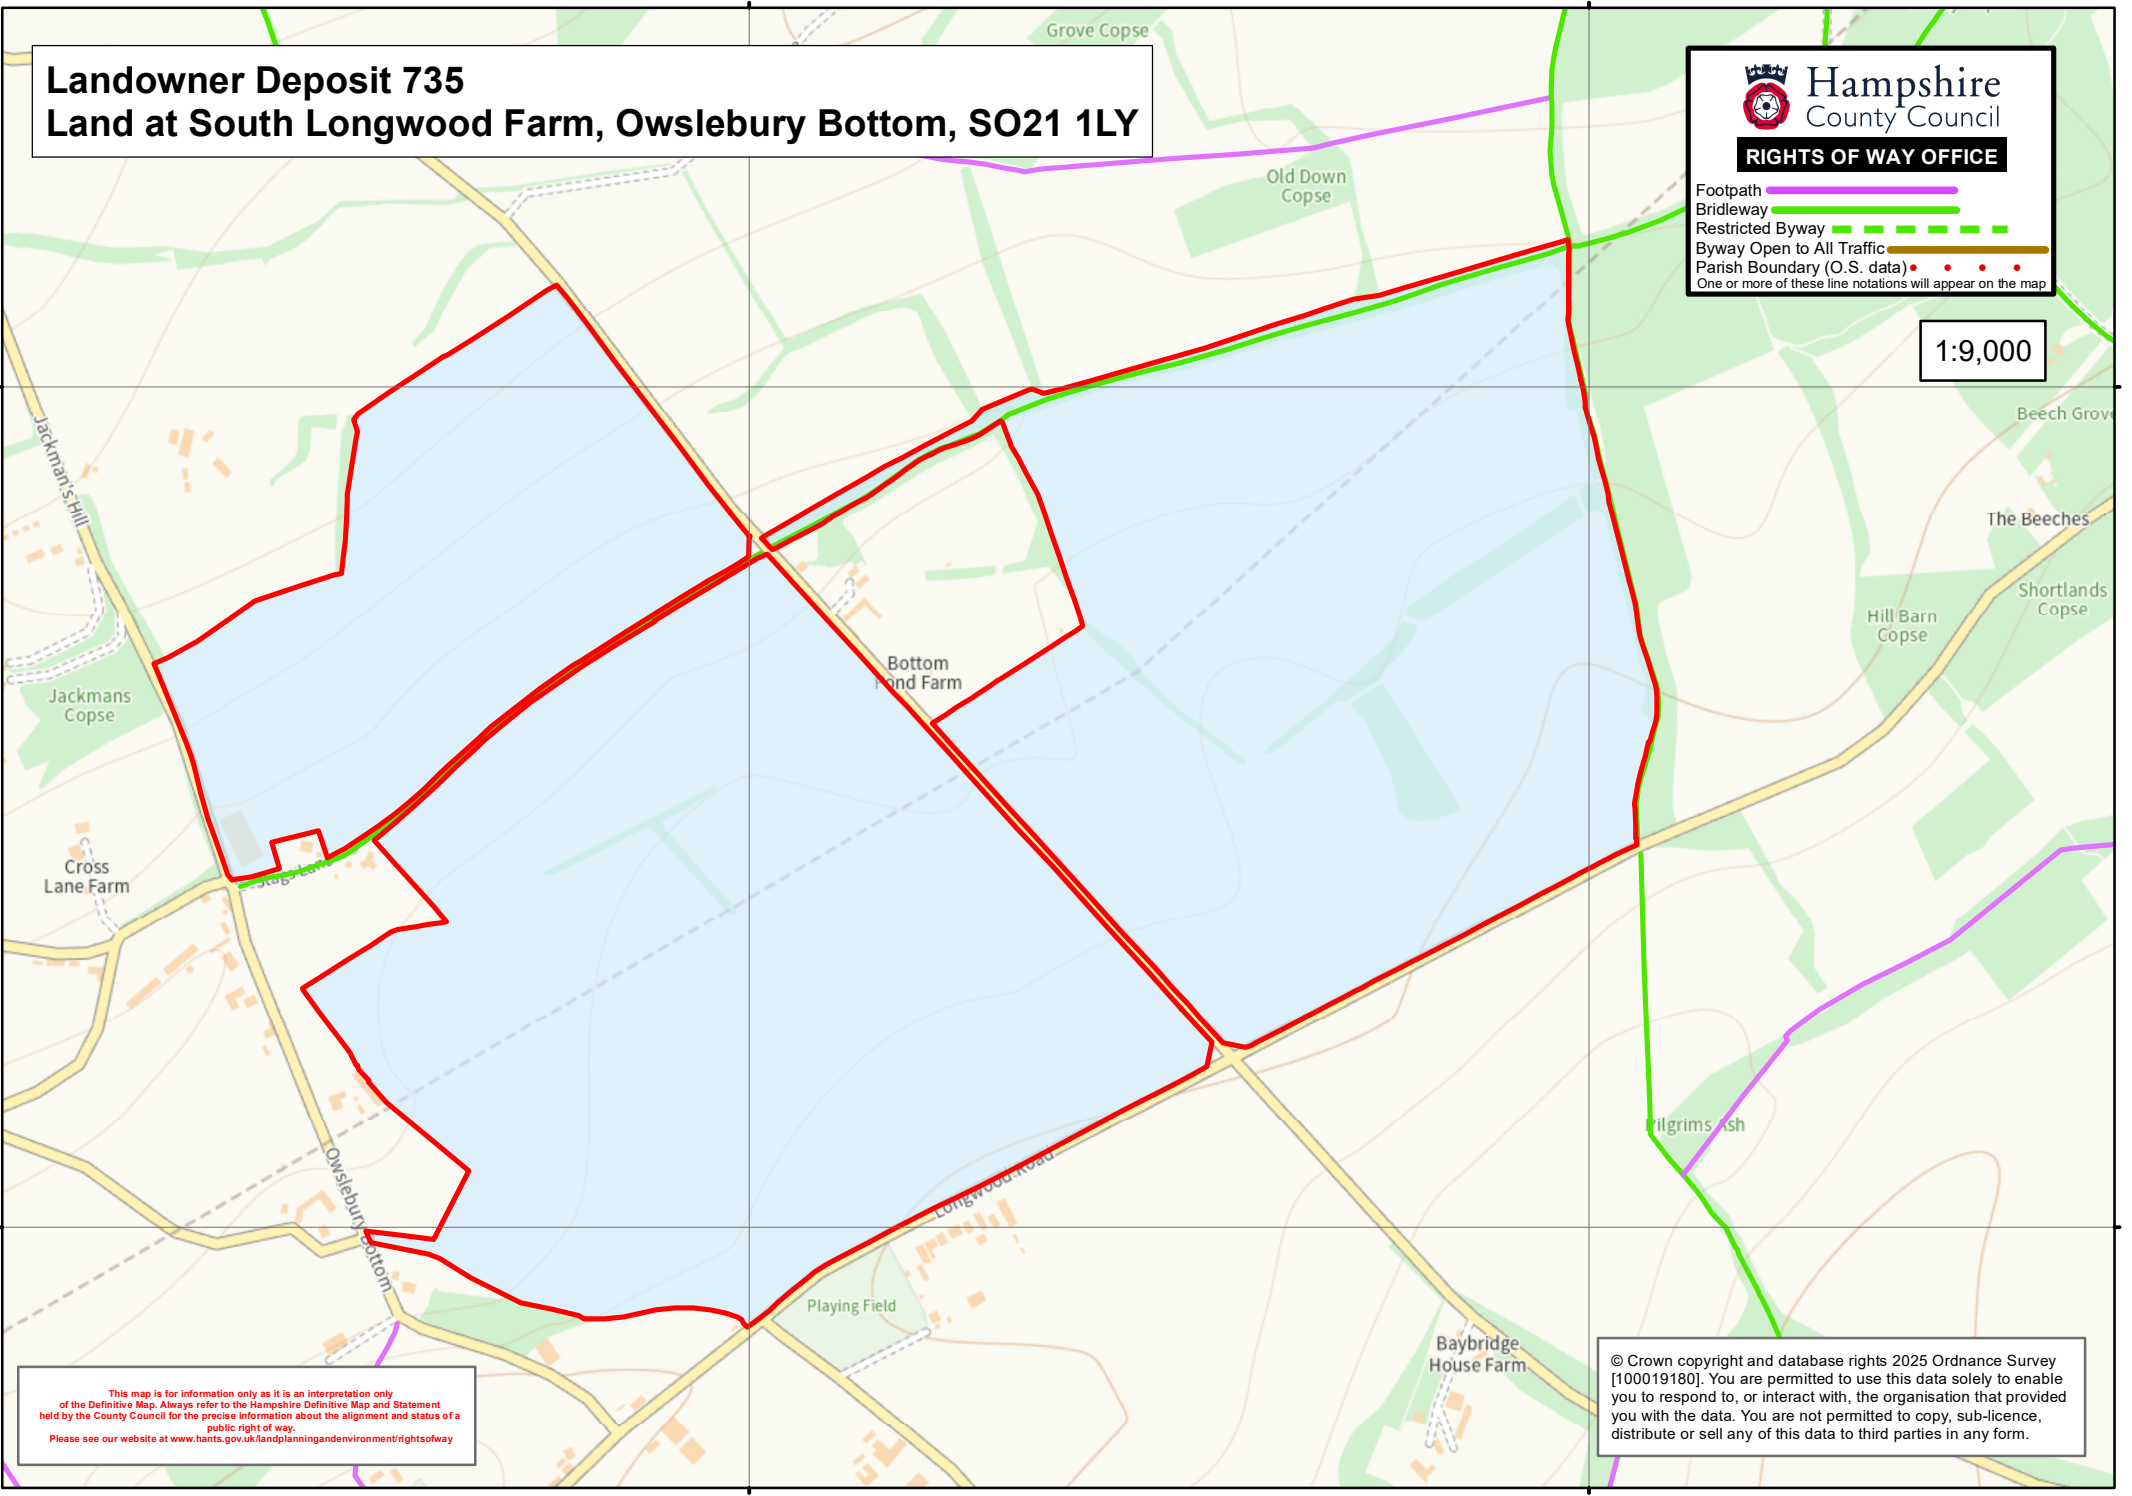 Landowner Deposit 735
Land at South Longwood Farm, Owslebury Bottom, SO21 1LY
Hampshire
County Council
RIGHTS OF WAY OFFICE
Footpath
Bridleway
Restricted Byway
Byway Open to All Traffic
Parish Boundary (O.S. data)
One or more of these line notations will appear on the map
1:9,000
Grove Copse
Old Down
Copse
Beech Grove
The Beeches
Shortlands
Copse
Hill Barn
Copse
Jackman's Hill
Jackmans
Copse
Bottom
Pond Farm
Cross
Lane Farm
Stags Lane
Owslebury Bottom
Longwood Road
Pilgrims Ash
Playing Field
Baybridge
House Farm
This map is for information only as it is an interpretation only
of the Definitive Map. Always refer to the Hampshire Definitive Map and Statement
held by the County Council for the precise information about the alignment and status of a
public right of way.
Please see our website at www.hants.gov.uk/landplanningandenvironment/rightsofway
© Crown copyright and database rights 2025 Ordnance Survey
[100019180]. You are permitted to use this data solely to enable
you to respond to, or interact with, the organisation that provided
you with the data. You are not permitted to copy, sub-licence,
distribute or sell any of this data to third parties in any form.